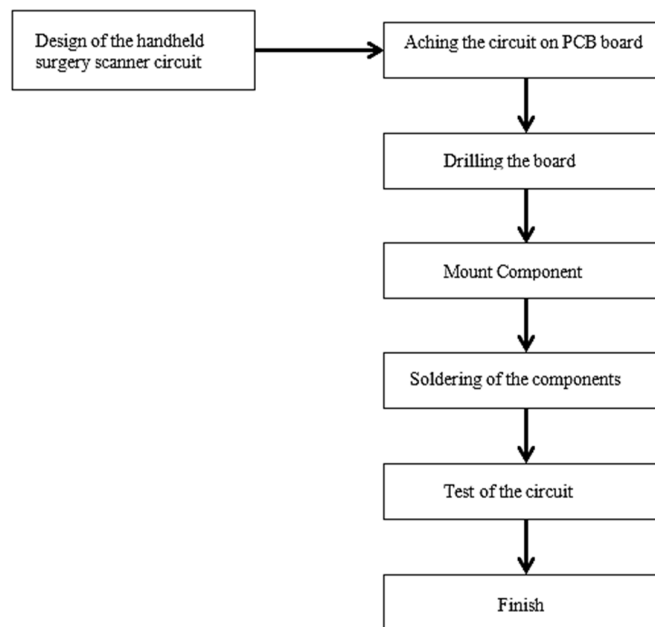 Design of the handheld
surgery scanner circuit
Aching the circuit on PCB board
Drilling the board
Mount Component
Soldering of the components
Test of the circuit
Finish